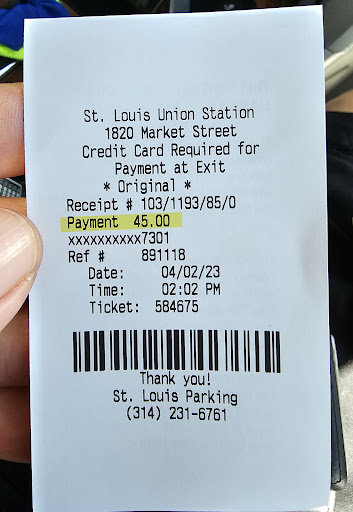 St. Louis Union Station
1820 Market Street
Credit Card Required for
Payment at Exit
* Original *
Receipt # 103/1193/85/0
Payment 45.00
xxxxxxxxxx7301
Ref # 891118
Date: 04/02/23
Time: 02:02 PM
Ticket: 584675
Thank you!
St. Louis Parking
(314) 231-6761